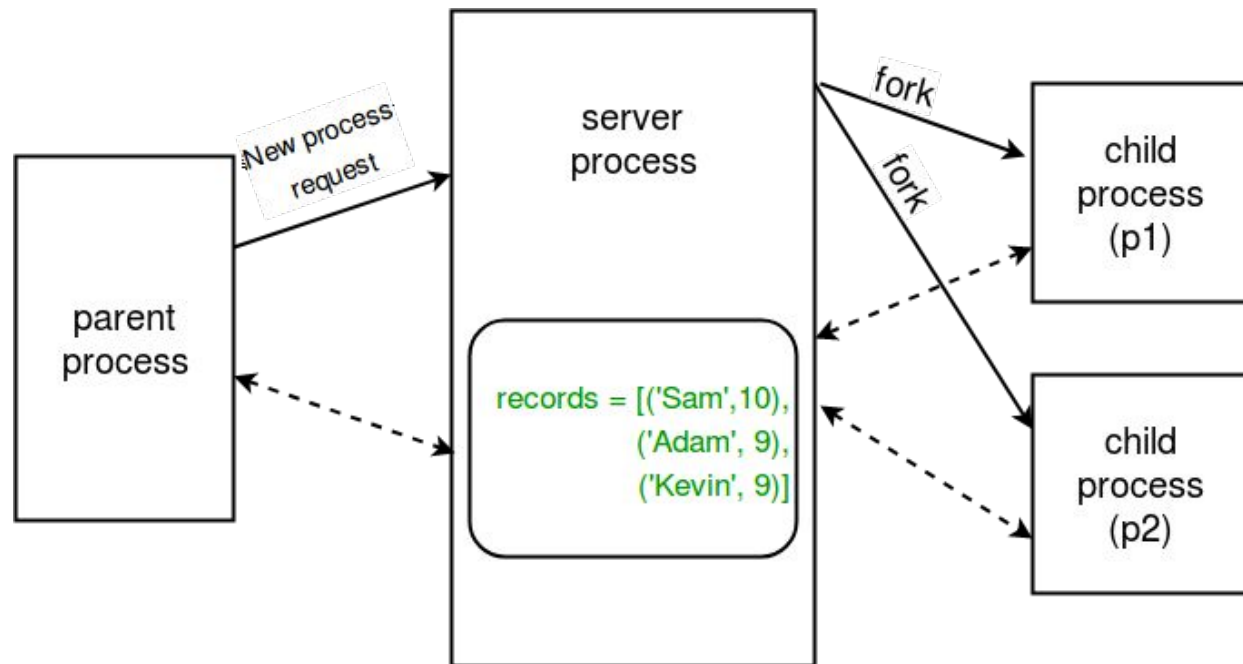 New process
request
parent
process
server
process
records = [('Sam',10),
('Adam', 9),
('Kevin', 9)]
fork
fork
child
process
(p1)
child
process
(p2)